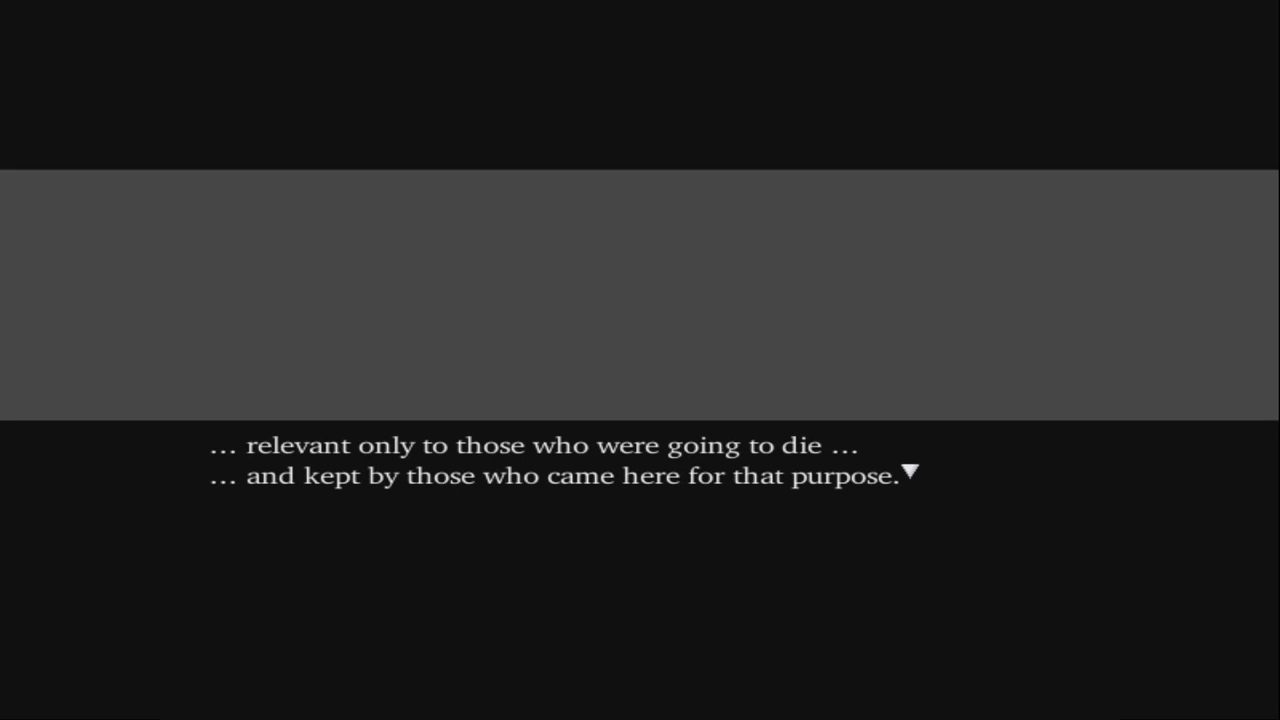 … relevant only to those who were going to die …
… and kept by those who came here for that purpose.